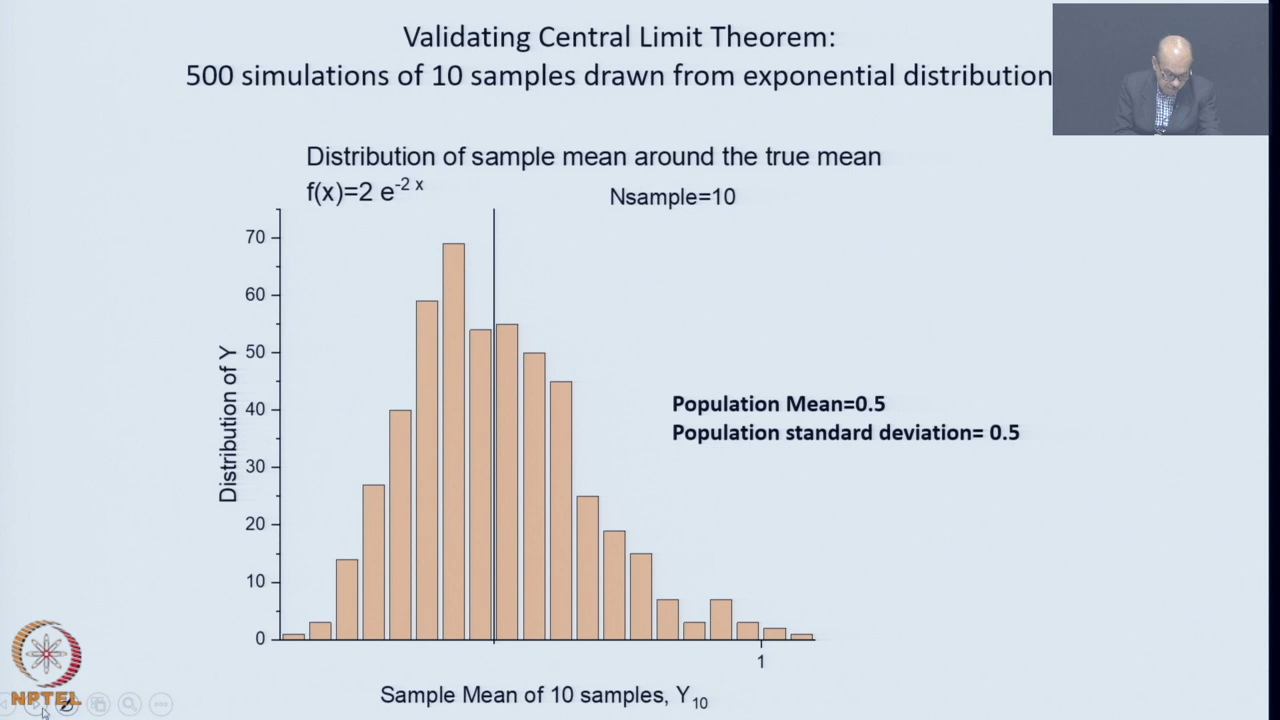 Validating Central Limit Theorem:
500 simulations of 10 samples drawn from exponential distribution
Distribution of sample mean around the true mean
f(x)=2 e-2 x
Nsample=10
70
60
50
40
30
20
10
0
Distribution of Y
Population Mean=0.5
Population standard deviation= 0.5
1
Sample Mean of 10 samples, Y10
NPTEL